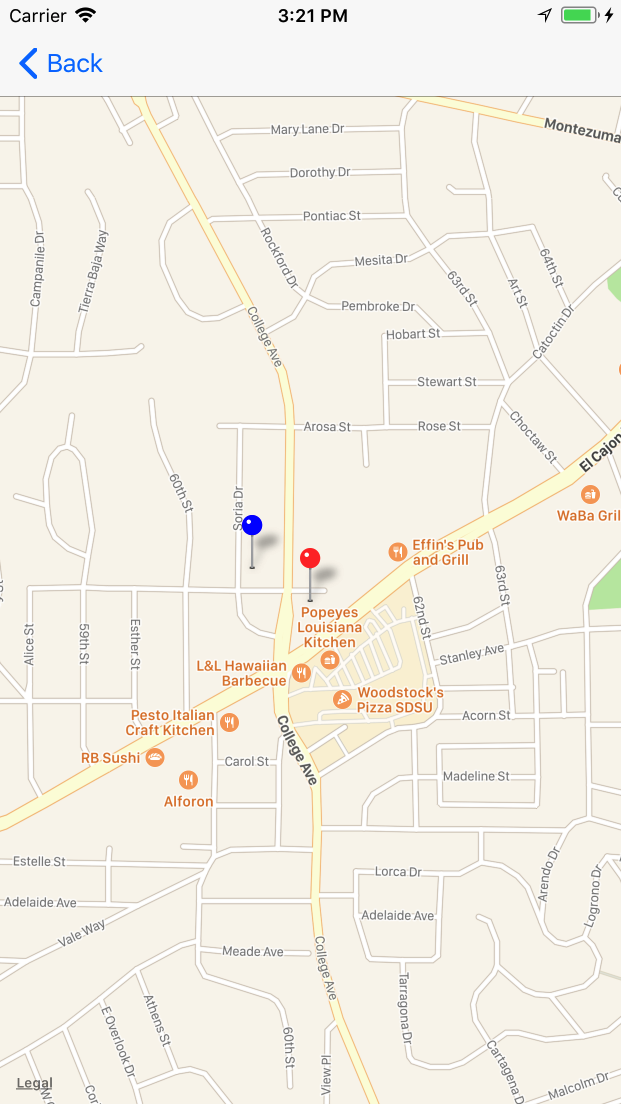 Carrier 3:21 PM
Back
Mary Lane Dr
Montezuma
Dorothy Dr
Pontiac St
Campanile Dr
Tierra Baja Way
Rockford Dr
Mesita Dr
63rd St
Art St
64th St
Pembroke Dr
College Ave
Hobart St
Catoctin Dr
Stewart St
Arosa St
Rose St
Choctaw St
El Cajon
60th St
Soria Dr
WaBa Gril
Effin's Pub
and Grill
63rd St
62nd St
Popeyes
Louisiana
Kitchen
Alice St
59th St
Esther St
Stanley Ave
L&L Hawaiian
Barbecue
Woodstock's
Pizza SDSU
Pesto Italian
Craft Kitchen
Acorn St
College Ave
RB Sushi
Carol St
Madeline St
Alforon
Estelle St
Lorca Dr
Arendo Dr
Logrono Dr
Adelaide Ave
Adelaide Ave
Vale Way
Meade Ave
College Ave
Tarragona Dr
Athens St
E Overlook Dr
60th St
View Pl
Cartagena D
Malcolm Dr
Legal